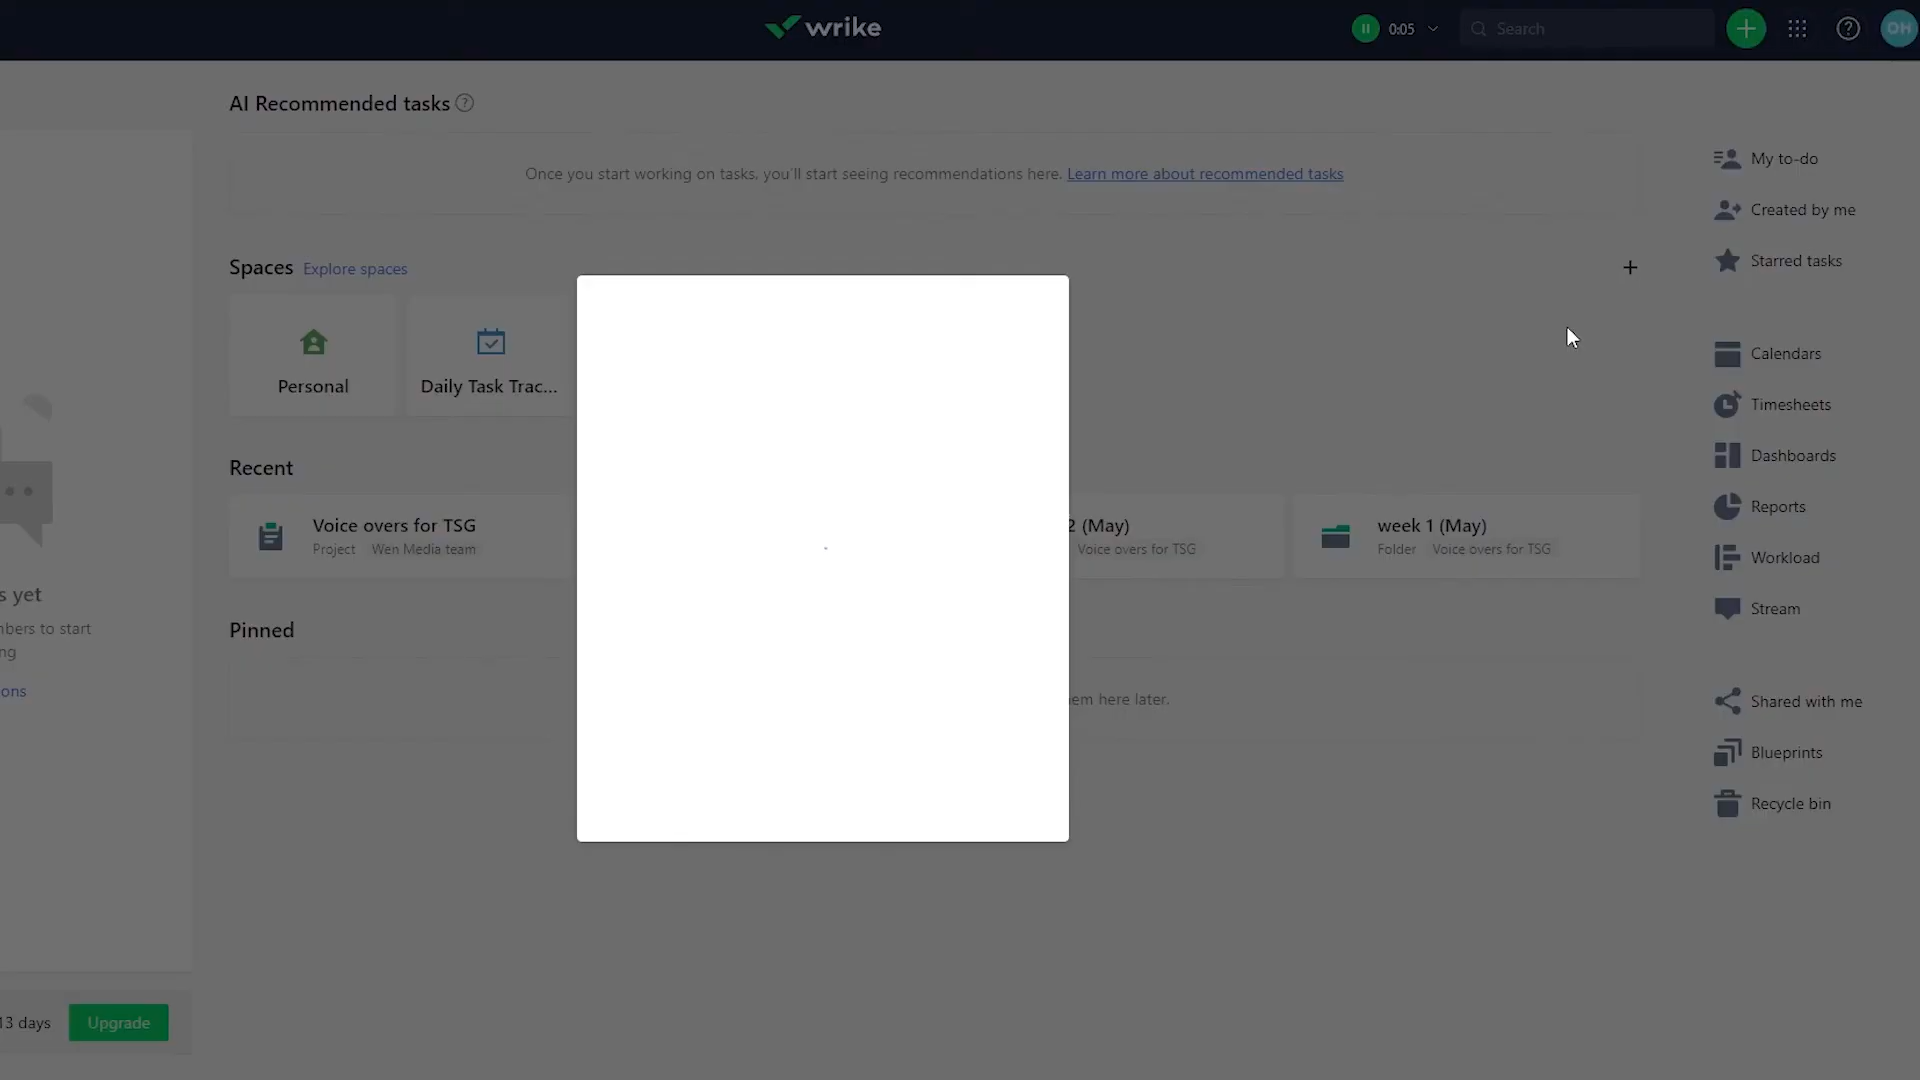 wrike
0:05
Search
OH
AI Recommended tasks
Once you start working on tasks, you'll start seeing recommendations here. Learn more about recommended tasks
Spaces Explore spaces
Personal
Daily Task Trac...
Recent
Voice overs for TSG
Project Wen Media team
2 (May)
Voice overs for TSG
week 1 (May)
Folder Voice overs for TSG
Pinned
em here later.
s yet
nbers to start
ng
ons
13 days
Upgrade
My to-do
Created by me
Starred tasks
Calendars
Timesheets
Dashboards
Reports
Workload
Stream
Shared with me
Blueprints
Recycle bin